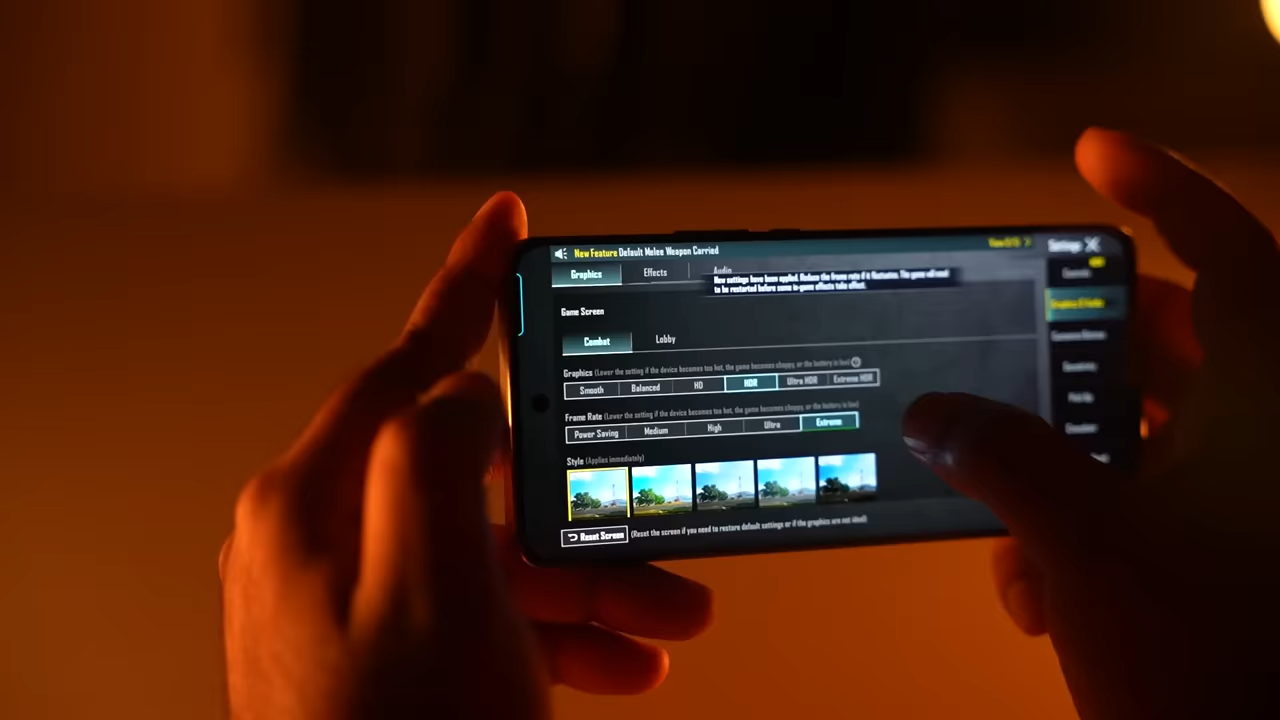 New Feature Default Melee Weapon Carried
Settings
Graphics
Effects
Audio
New settings have been applied. Reduce the frame rate if it fluctuates. The game will need
to be restarted before some in-game effects take effect.
Game Screen
Combat
Lobby
Graphics (Lower the setting if the device becomes too hot, the game becomes choppy, or the battery is low)
Smooth Balanced HD HDR Ultra HDR Extreme HDR
Frame Rate (Lower the setting if the device becomes too hot, the game becomes choppy, or the battery is low)
Power Saving Medium High Ultra Extreme
Style (Applies immediately)
Reset Screen (Reset the screen if you need to restore default settings or if the graphics are not ideal)